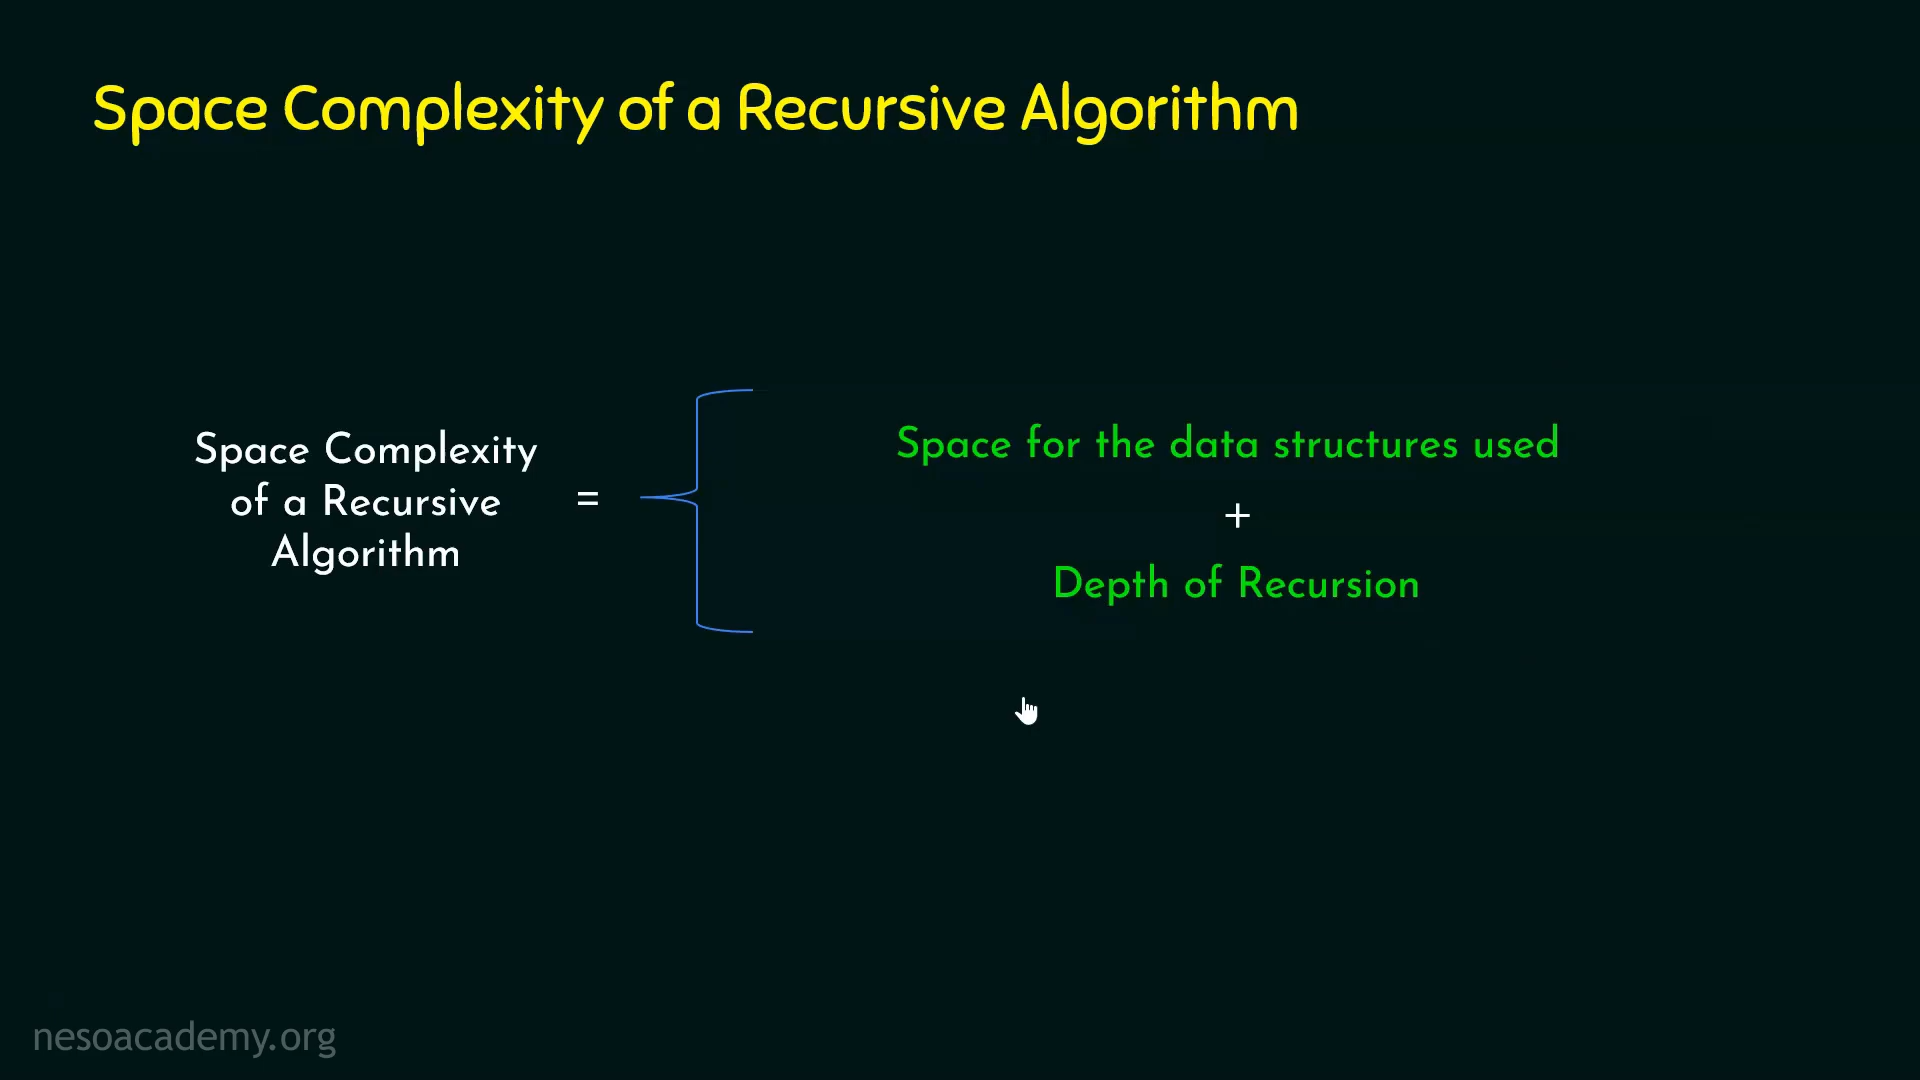 Space Complexity of a Recursive Algorithm
Space Complexity
of a Recursive
Algorithm
=
Space for the data structures used
+
Depth of Recursion
nesoacademy.org